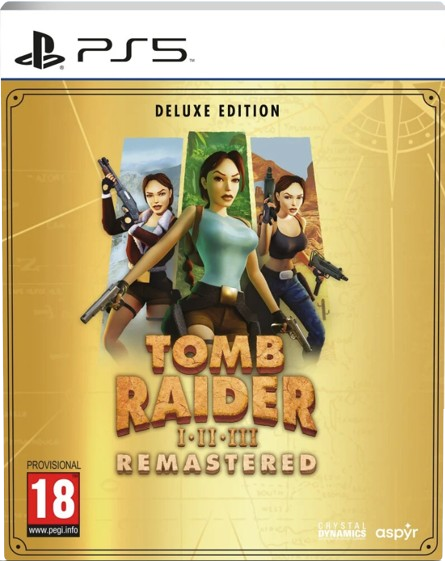 PS5
DELUXE EDITION
TOMB
RAIDER
I•II•III
REMASTERED
PROVISIONAL
18
www.pegi.info
CRYSTAL
DYNAMICS
aspyr